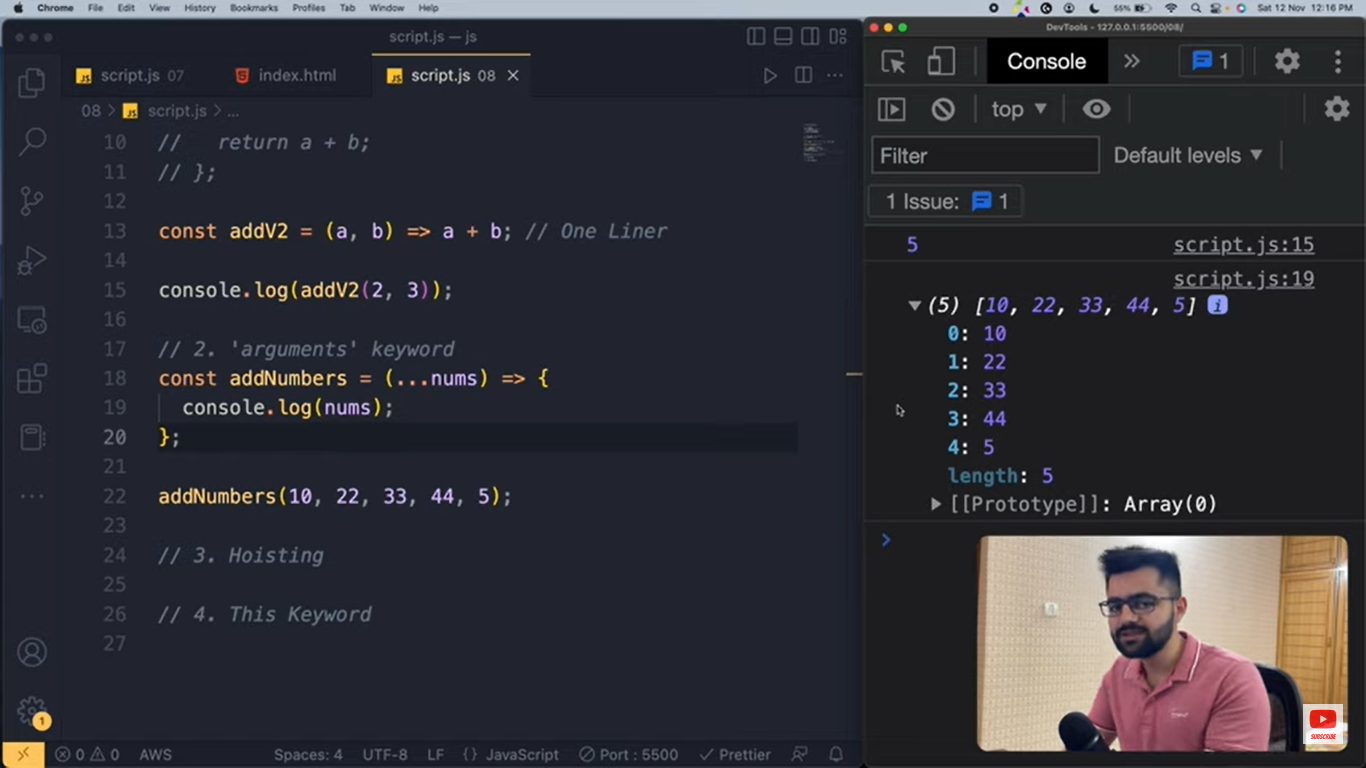 Chrome File Edit View History Bookmarks Profiles Tab Window Help 55% Sat 12 Nov 12:16 PM
script.js — js
DevTools - 127.0.0.1:5500/08/
JS script.js 07 index.html JS script.js 08
Console 1
08 > JS script.js > ...
top
Filter Default levels
1 Issue: 1
10 // return a + b;
11 // };
12
13 const addV2 = (a, b) => a + b; // One Liner
14
15 console.log(addV2(2, 3));
16
17 // 2. 'arguments' keyword
18 const addNumbers = (...nums) => {
19 console.log(nums);
20 };
21
22 addNumbers(10, 22, 33, 44, 5);
23
24 // 3. Hoisting
25
26 // 4. This Keyword
27
5 script.js:15
script.js:19
(5) [10, 22, 33, 44, 5] i
0: 10
1: 22
2: 33
3: 44
4: 5
length: 5
[[Prototype]]: Array(0)
SUBSCRIBE
1
0 0 AWS Spaces: 4 UTF-8 LF {} JavaScript Port : 5500 Prettier